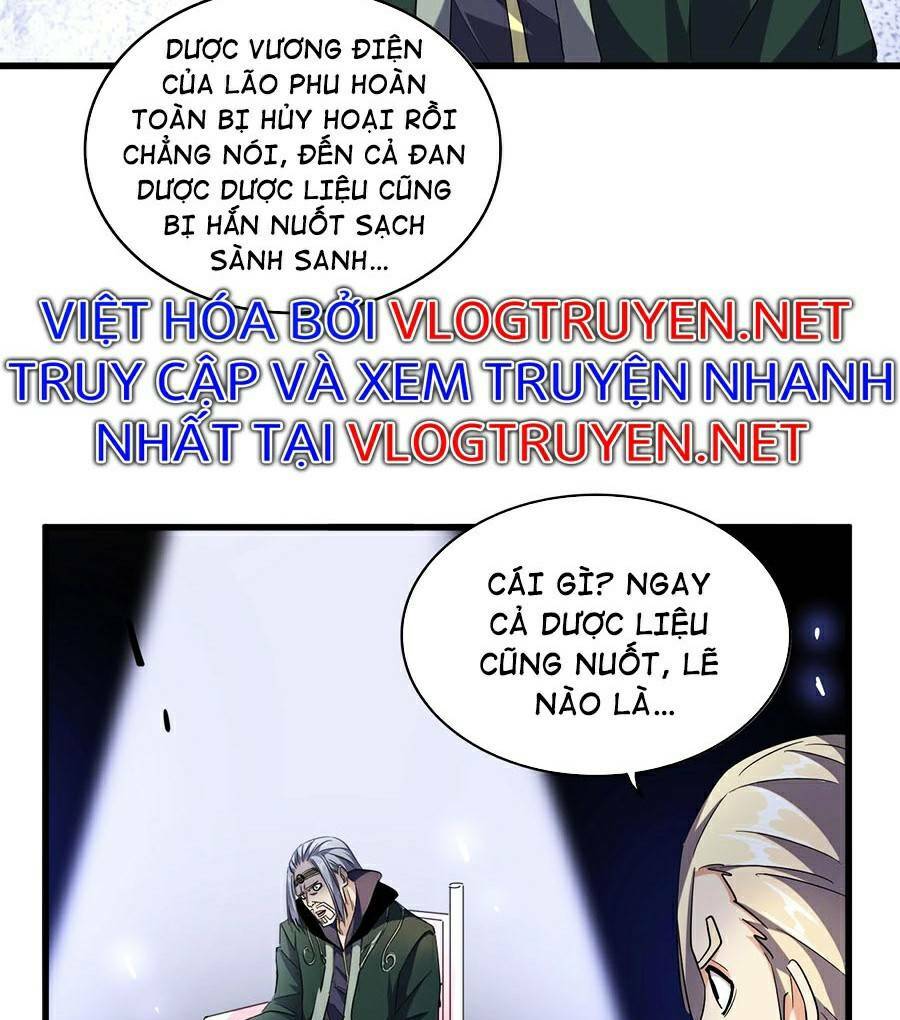 DƯỢC VƯƠNG ĐIỆN
CỦA LÃO PHU HOÀN
TOÀN BỊ HỦY HOẠI RỒI
CHẲNG NÓI, ĐẾN CẢ ĐAN
DƯỢC DƯỢC LIỆU CŨNG
BỊ HẮN NUỐT SẠCH
SÀNH SANH...
VIỆT HÓA BỞI VLOGTRUYEN.NET
TRUY CẬP VÀ XEM TRUYỆN NHANH
NHẤT TẠI VLOGTRUYEN.NET
CÁI GÌ? NGAY
CẢ DƯỢC LIỆU
CŨNG NUỐT, LẼ
NÀO LÀ...